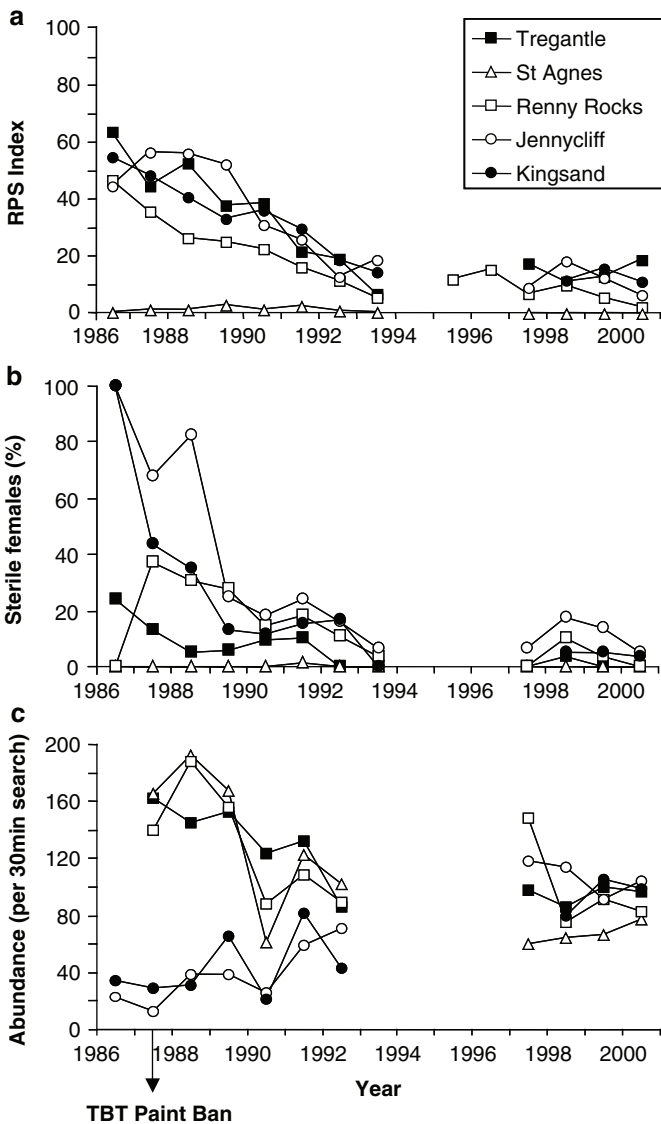 a
100
80
60
40
20
0
RPS Index
1986 1988 1990 1992 1994 1996 1998 2000
Tregantle
St Agnes
Renny Rocks
Jennycliff
Kingsand
b
100
80
60
40
20
0
Sterile females (%)
1986 1988 1990 1992 1994 1996 1998 2000
c
200
160
120
80
40
0
Abundance (per 30min search)
1986 1988 1990 1992 1994 1996 1998 2000
Year
TBT Paint Ban